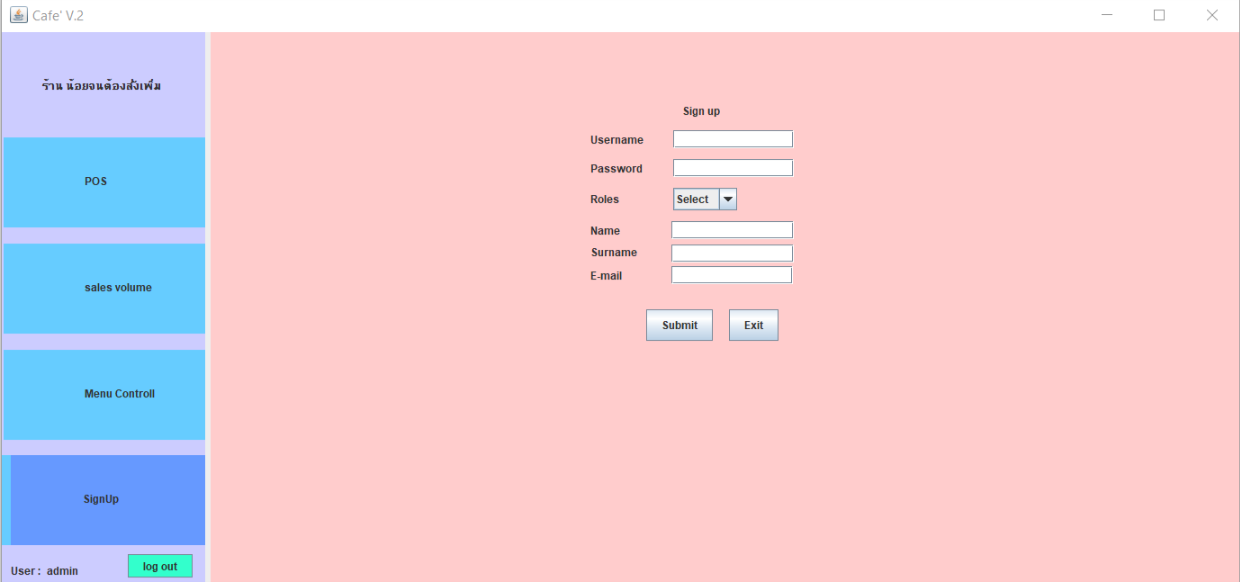 Cafe' V.2
ร้าน น้อยจนต้องสั่งเพิ่ม
POS
sales volume
Menu Controll
SignUp
User : admin
log out
Sign up
Username
Password
Roles
Select
Name
Surname
E-mail
Submit
Exit